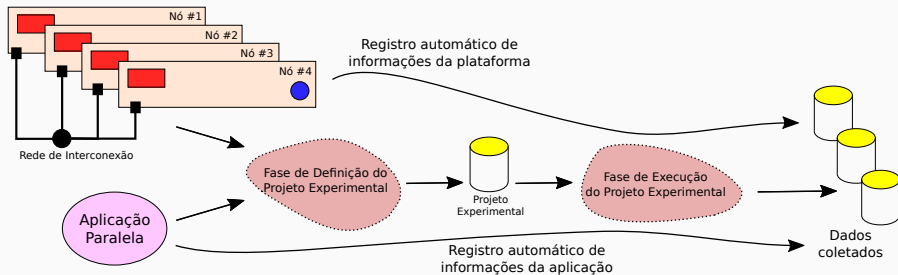 Nó #1
Nó #2
Nó #3
Nó #4
Rede de Interconexão
Registro automático de
informações da plataforma
Fase de Definição do
Projeto Experimental
Projeto
Experimental
Fase de Execução
do Projeto Experimental
Aplicação
Paralela
Registro automático de
informações da aplicação
Dados
coletados